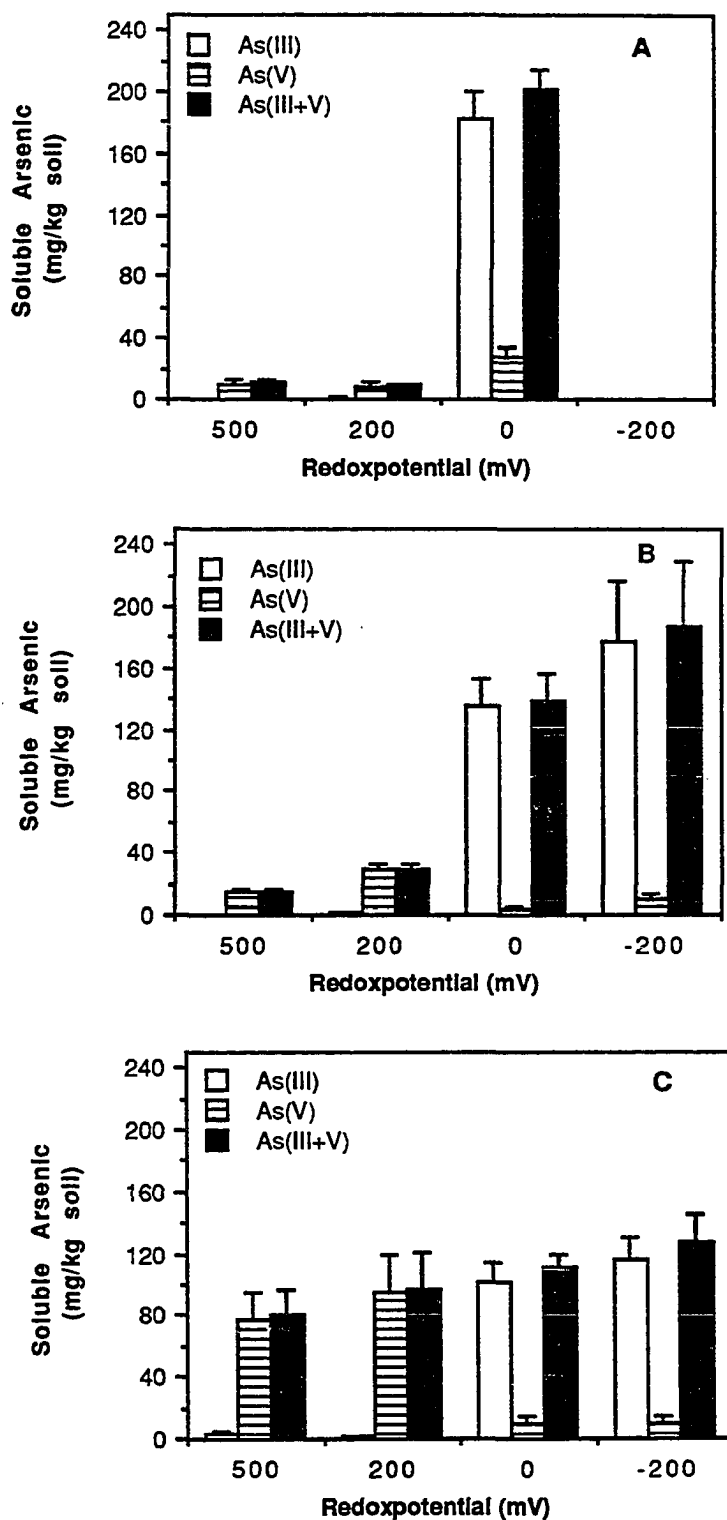 240
200
160
120
80
40
0
Soluble Arsenic
(mg/kg soil)
As(III)
As(V)
As(III+V)
A
500 200 0 -200
Redoxpotential (mV)
240
200
160
120
80
40
0
Soluble Arsenic
(mg/kg soil)
As(III)
As(V)
As(III+V)
B
500 200 0 -200
Redoxpotential (mV)
240
200
160
120
80
40
0
Soluble Arsenic
(mg/kg soil)
As(III)
As(V)
As(III+V)
C
500 200 0 -200
Redoxpotential (mV)